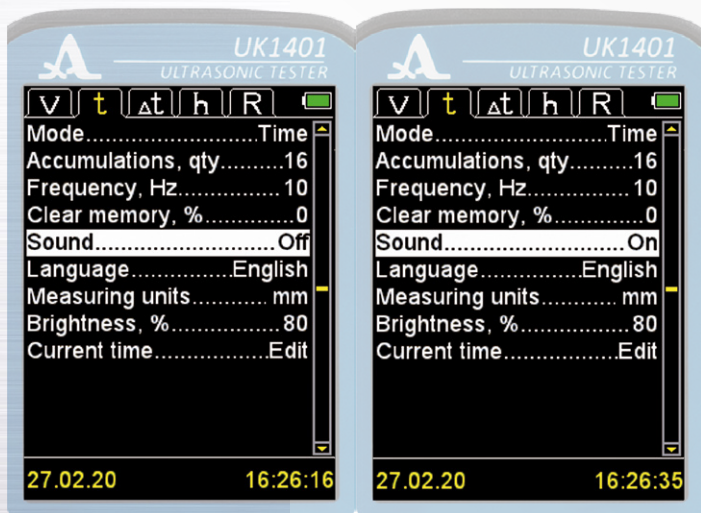 UK1401
ULTRASONIC TESTER
V t Δt h R
Mode.......................Time
Accumulations, qty..........16
Frequency, Hz................10
Clear memory, %..............0
Sound..........................Off
Language...............English
Measuring units............ mm
Brightness, %.................80
Current time.................Edit
27.02.20 16:26:16
UK1401
ULTRASONIC TESTER
V t Δt h R
Mode.......................Time
Accumulations, qty..........16
Frequency, Hz................10
Clear memory, %..............0
Sound...........................On
Language...............English
Measuring units............ mm
Brightness, %.................80
Current time.................Edit
27.02.20 16:26:35